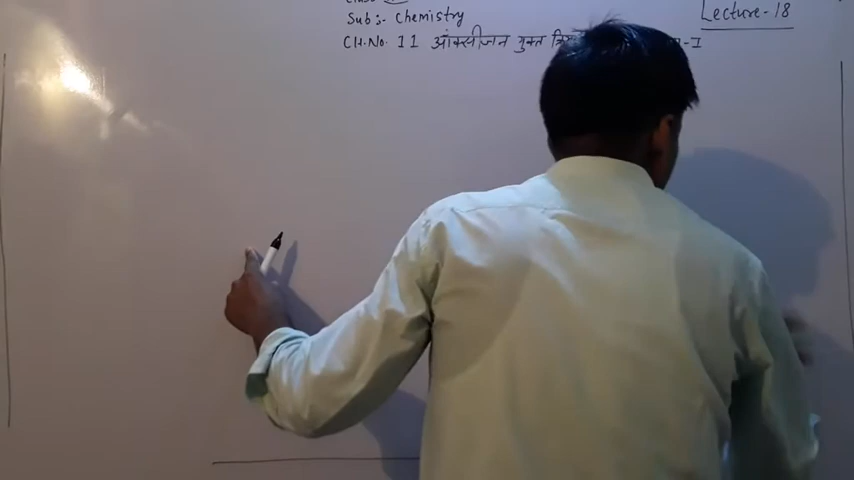 Sub:- Chemistry
Lecture-18
CH.No. 11 ऑक्सीजन युक्त
-I